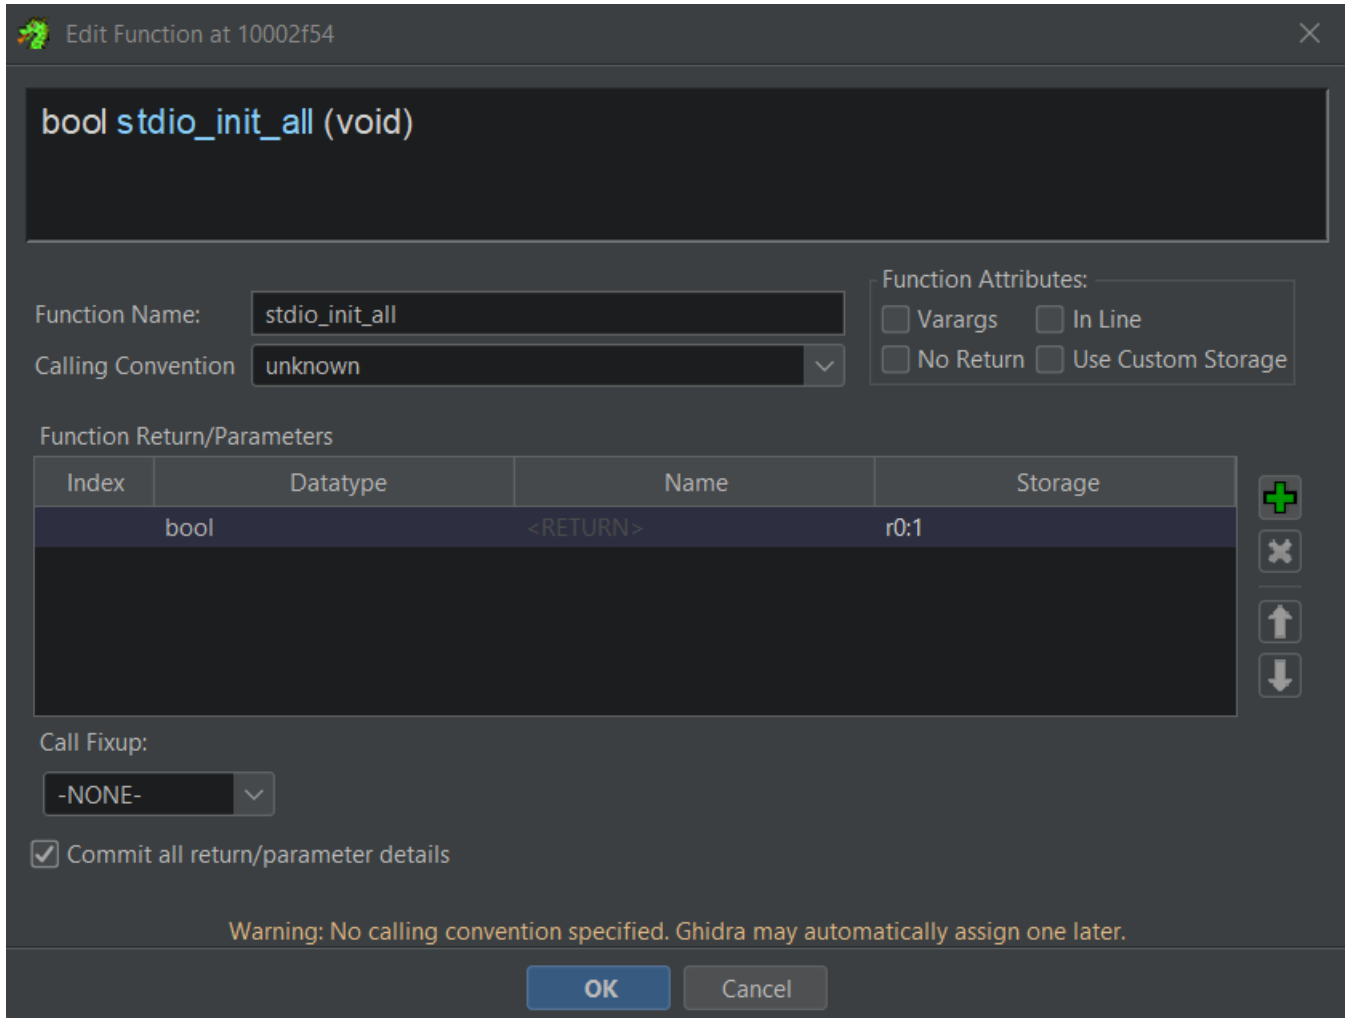 Edit Function at 10002f54
bool stdio_init_all (void)
Function Attributes:
Function Name: stdio_init_all
Varargs In Line
Calling Convention unknown
No Return Use Custom Storage
Function Return/Parameters
Index Datatype Name Storage
bool <RETURN> r0:1
Call Fixup:
-NONE-
Commit all return/parameter details
Warning: No calling convention specified. Ghidra may automatically assign one later.
OK Cancel